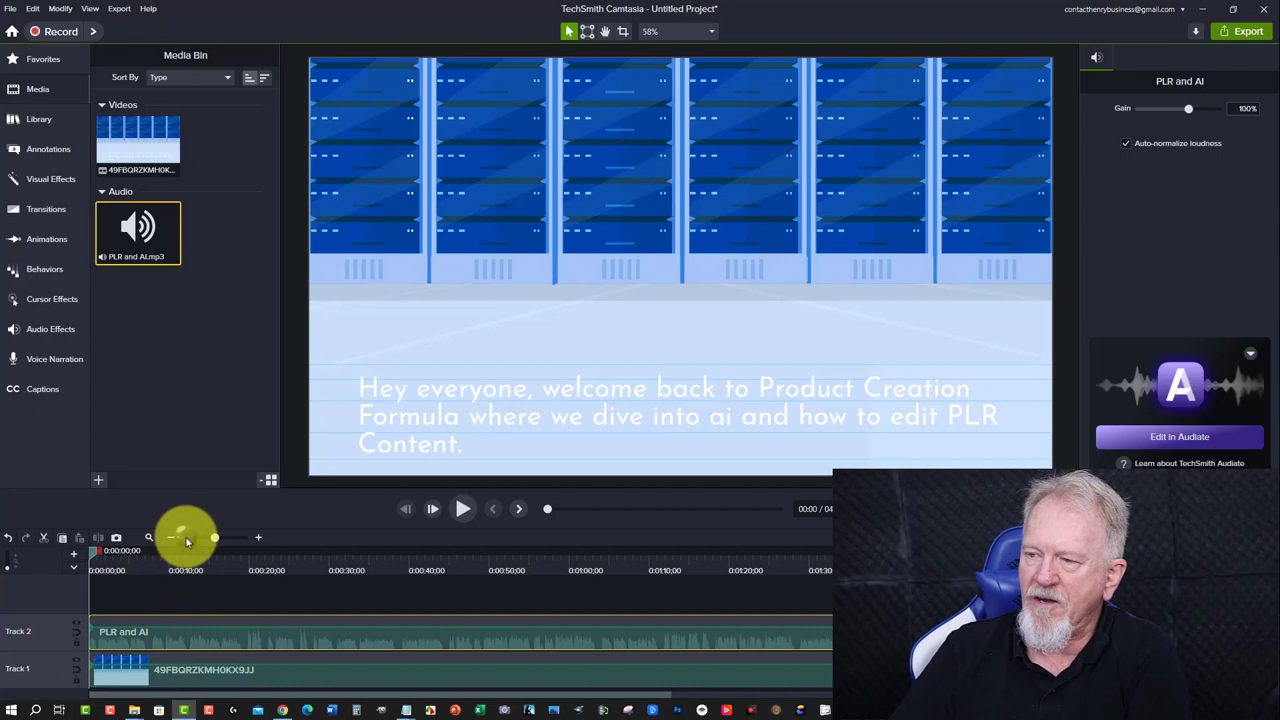 File Edit Modify View Export Help
TechSmith Camtasia - Untitled Project*
contacthenrybusiness@gmail.com
Record
58%
Export
Favorites
Media
Library
Annotations
Visual Effects
Transitions
Animations
Behaviors
Cursor Effects
Audio Effects
Voice Narration
Captions
Media Bin
Sort By Type
Videos
49FBQRZKMH0K...
Audio
PLR and AI.mp3
Hey everyone, welcome back to Product Creation
Formula where we dive into ai and how to edit PLR
Content.
PLR and AI
Gain 100%
Auto-normalize loudness
A
Edit in Audiate
? Learn about TechSmith Audiate
00:00 / 04
0:00:00;00
0:00:00;00 0:00:10;00 0:00:20;00 0:00:30;00 0:00:40;00 0:00:50;00 0:01:00;00 0:01:10;00 0:01:20;00 0:01:30
Track 2
PLR and AI
Track 1
49FBQRZKMH0KX9JJ